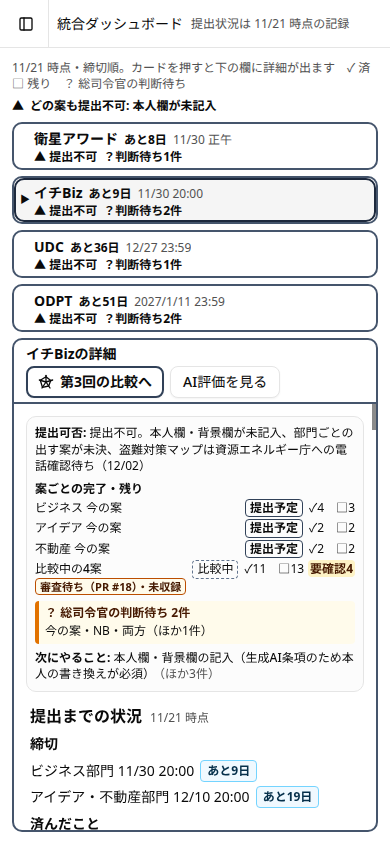 統合ダッシュボード 提出状況は 11/21 時点の記録
11/21 時点・締切順。カードを押すと下の欄に詳細が出ます ✓ 済
□ 残り ？ 総司令官の判断待ち
▲ どの案も提出不可: 本人欄が未記入
衛星アワード あと8日 11/30 正午
▲ 提出不可 ？判断待ち1件
▶ イチBiz あと9日 11/30 20:00
▲ 提出不可 ？判断待ち2件
UDC あと36日 12/27 23:59
▲ 提出不可 ？判断待ち1件
ODPT あと51日 2027/1/11 23:59
▲ 提出不可 ？判断待ち2件
イチBizの詳細
第3回の比較へ AI評価を見る
提出可否: 提出不可。本人欄・背景欄が未記入、部門ごとの
出す案が未決、盗難対策マップは資源エネルギー庁への電
話確認待ち（12/02）
案ごとの完了・残り
ビジネス 今の案 提出予定 ✓4 □3
アイデア 今の案 提出予定 ✓2 □2
不動産 今の案 提出予定 ✓2 □2
比較中の4案 比較中 ✓11 □13 要確認4
審査待ち（PR #18）・未収録
？ 総司令官の判断待ち 2件
今の案・NB・両方（ほか1件）
次にやること: 本人欄・背景欄の記入（生成AI条項のため本
人の書き換えが必須）（ほか3件）
提出までの状況 11/21 時点
締切
ビジネス部門 11/30 20:00 あと9日
アイデア・不動産部門 12/10 20:00 あと19日
済んだこと